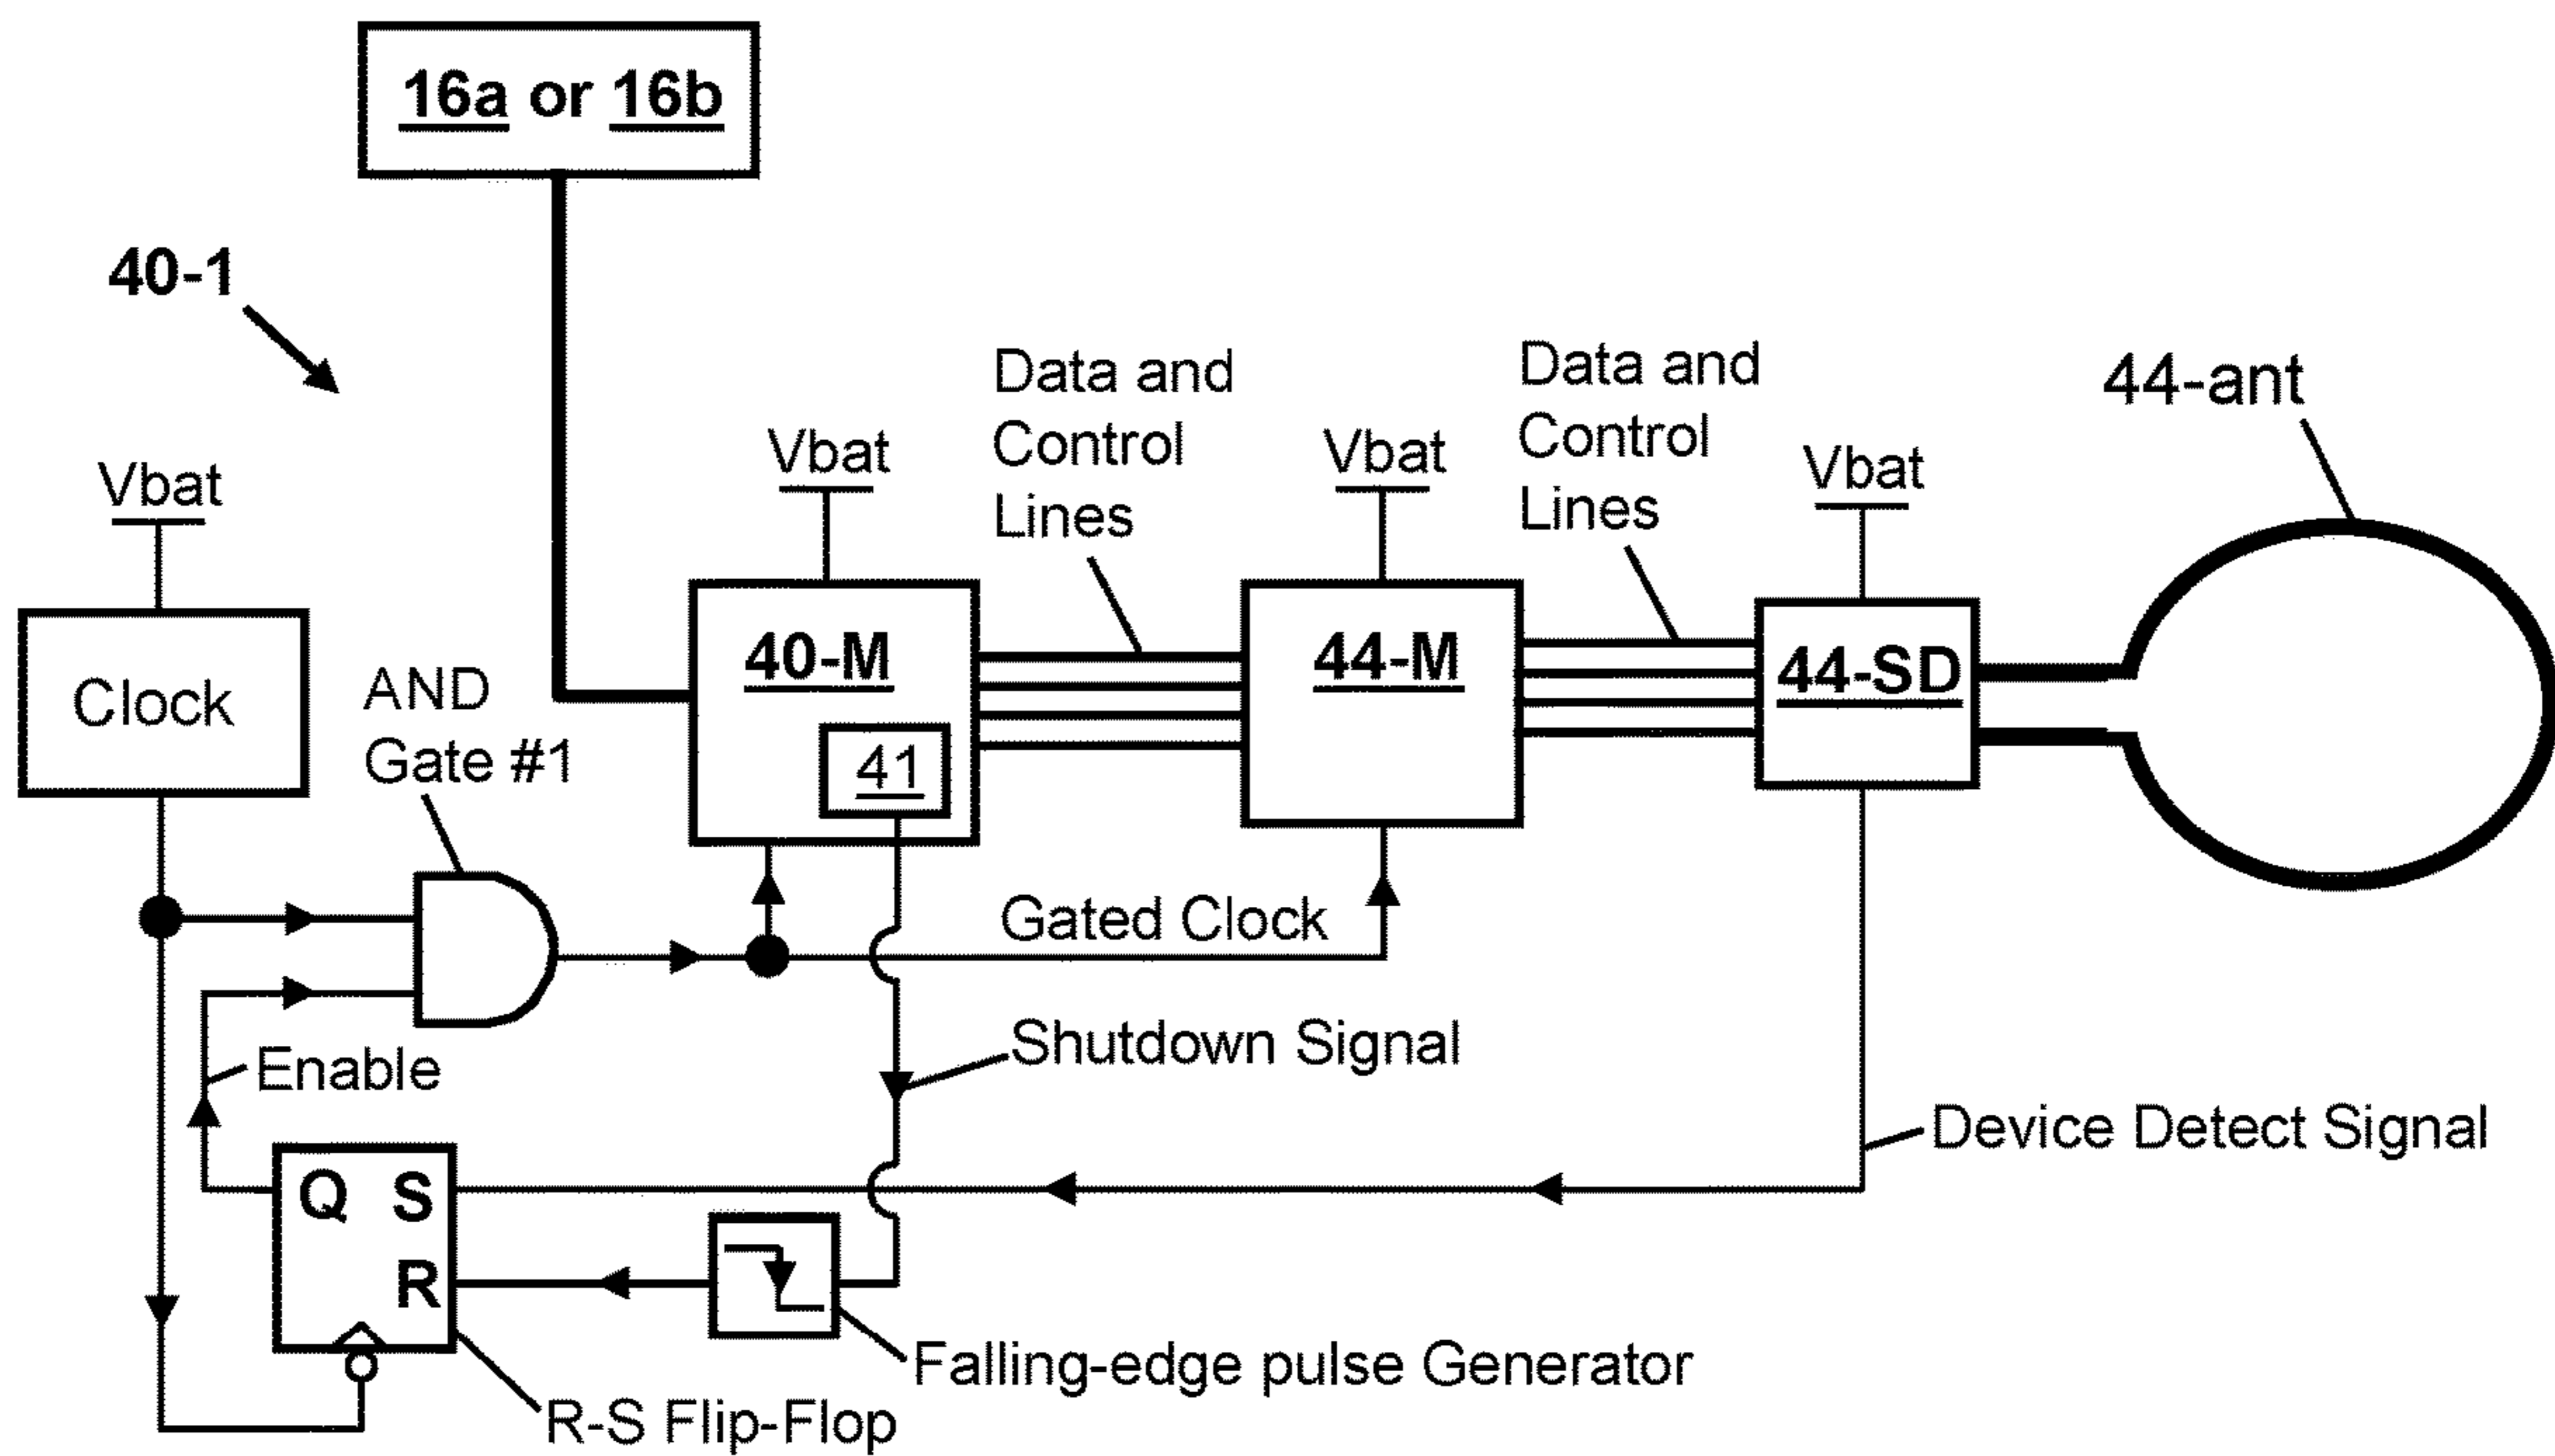 16a or 16b
40-1
Data and
Control
Lines
Data and
Control
Lines
44-ant
Vbat
Vbat
Vbat
Vbat
Clock
AND
Gate #1
40-M
41
44-M
44-SD
Gated Clock
Shutdown Signal
Enable
Device Detect Signal
Q
S
R
Falling-edge pulse Generator
R-S Flip-Flop